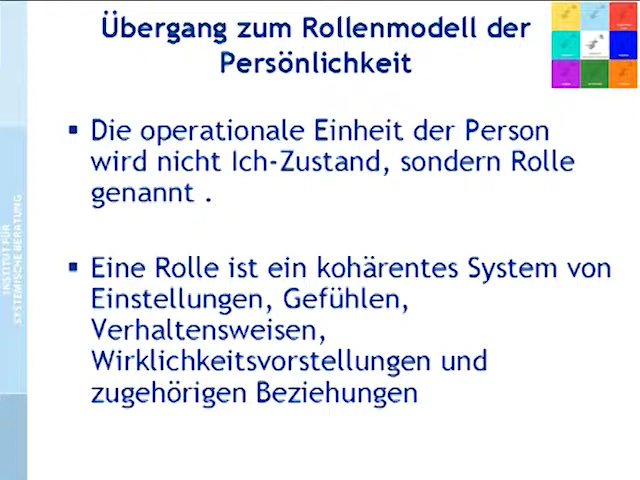 Übergang zum Rollenmodell der
Persönlichkeit
▪ Die operationale Einheit der Person
wird nicht Ich-Zustand, sondern Rolle
genannt .
▪ Eine Rolle ist ein kohärentes System von
Einstellungen, Gefühlen,
Verhaltensweisen,
Wirklichkeitsvorstellungen und
zugehörigen Beziehungen
INSTITUT FÜR
SYSTEMISCHE BERATUNG